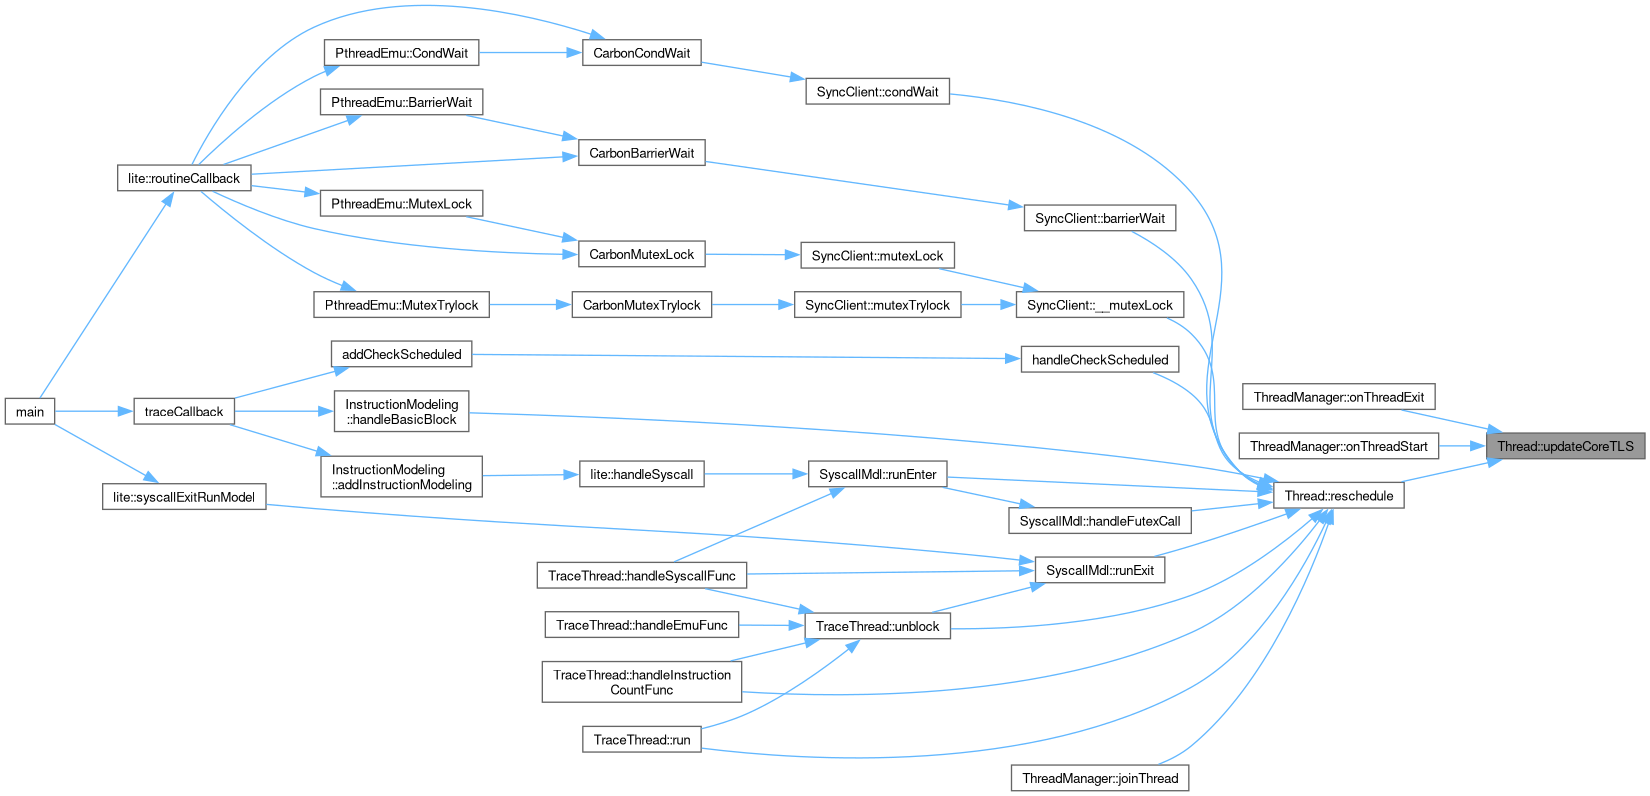 PthreadEmu::CondWait
CarbonCondWait
SyncClient::condWait
PthreadEmu::BarrierWait
CarbonBarrierWait
lite::routineCallback
PthreadEmu::MutexLock
SyncClient::barrierWait
CarbonMutexLock
SyncClient::mutexLock
PthreadEmu::MutexTrylock
CarbonMutexTrylock
SyncClient::mutexTrylock
SyncClient::__mutexLock
addCheckScheduled
handleCheckScheduled
main
traceCallback
InstructionModeling
::handleBasicBlock
ThreadManager::onThreadExit
ThreadManager::onThreadStart
Thread::updateCoreTLS
InstructionModeling
::addInstructionModeling
lite::handleSyscall
SyscallMdl::runEnter
lite::syscallExitRunModel
Thread::reschedule
SyscallMdl::handleFutexCall
TraceThread::handleSyscallFunc
SyscallMdl::runExit
TraceThread::handleEmuFunc
TraceThread::unblock
TraceThread::handleInstruction
CountFunc
TraceThread::run
ThreadManager::joinThread